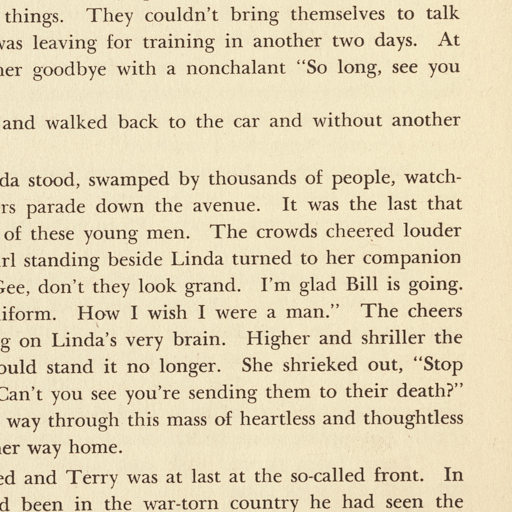 things. They couldn't bring themselves to talk
was leaving for training in another two days. At
her goodbye with a nonchalant "So long, see you
and walked back to the car and without another
da stood, swamped by thousands of people, watch-
rs parade down the avenue. It was the last that
of these young men. The crowds cheered louder
rl standing beside Linda turned to her companion
Gee, don't they look grand. I'm glad Bill is going.
iform. How I wish I were a man." The cheers
g on Linda's very brain. Higher and shriller the
ould stand it no longer. She shrieked out, "Stop
Can't you see you're sending them to their death?"
way through this mass of heartless and thoughtless
her way home.
ed and Terry was at last at the so-called front. In
d been in the war-torn country he had seen the